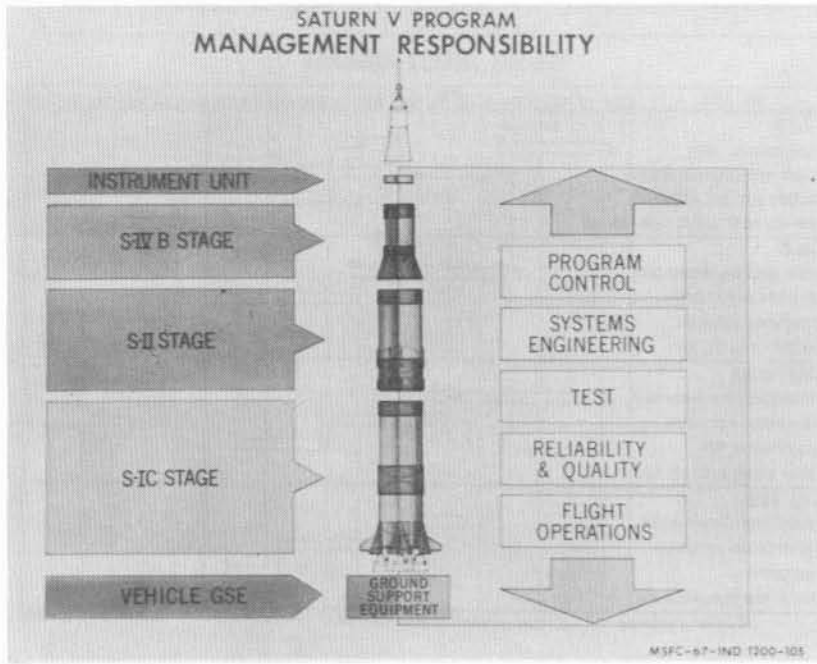 SATURN V PROGRAM
MANAGEMENT RESPONSIBILITY
INSTRUMENT UNIT
S-IV B STAGE
S-II STAGE
S-IC STAGE
VEHICLE GSE
GROUND
SUPPORT
EQUIPMENT
PROGRAM
CONTROL
SYSTEMS
ENGINEERING
TEST
RELIABILITY
& QUALITY
FLIGHT
OPERATIONS
MSFC-67-IND 1200-105